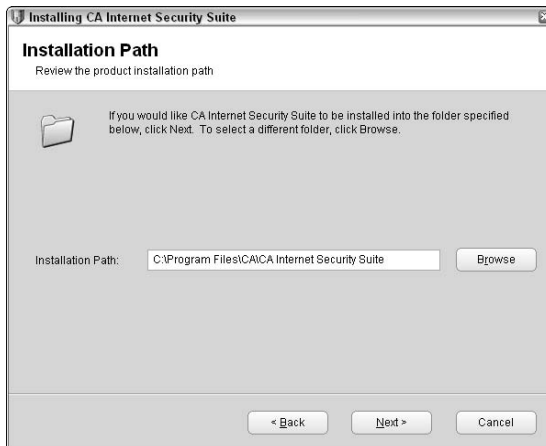 Installing CA Internet Security Suite
Installation Path
Review the product installation path
If you would like CA Internet Security Suite to be installed into the folder specified
below, click Next. To select a different folder, click Browse.
Installation Path: C:\Program Files\CA\CA Internet Security Suite Browse
< Back Next > Cancel